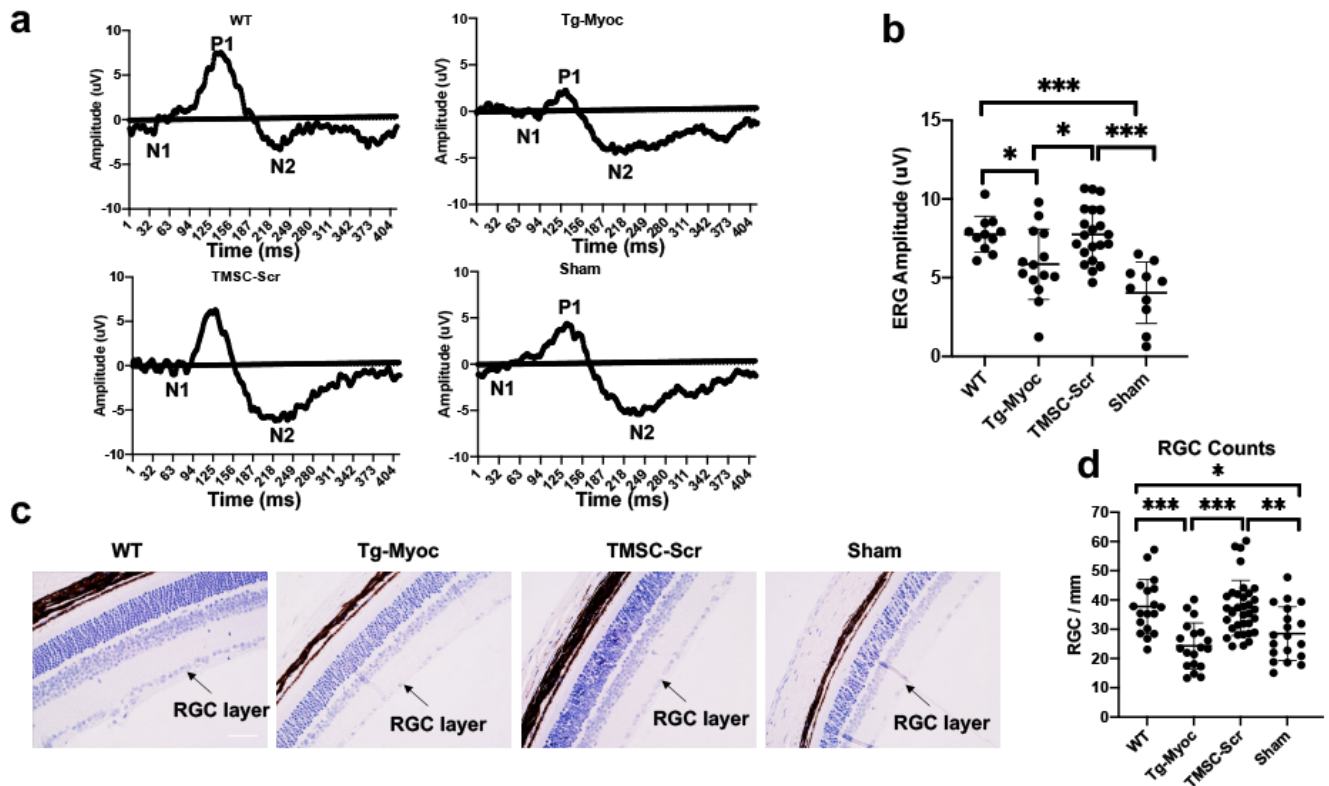 a
WT
P1
N1
N2
Amplitude (uV)
10
5
0
-5
-10
1 32 63 94 125 156 187 218 249 280 311 342 373 404
Time (ms)
Tg-Myoc
P1
N1
N2
Amplitude (uV)
10
5
0
-5
-10
1 32 63 94 125 156 187 218 249 280 311 342 373 404
Time (ms)
TMSC-Scr
N1
N2
Amplitude (uV)
10
5
0
-5
-10
1 32 63 94 125 156 187 218 249 280 311 342 373 404
Time (ms)
Sham
P1
N1
N2
Amplitude (uV)
10
5
0
-5
-10
1 32 63 94 125 156 187 218 249 280 311 342 373 404
Time (ms)
b
***
* ***
*
ERG Amplitude (uV)
15
10
5
0
WT Tg-Myoc TMSC-Scr Sham
c
WT Tg-Myoc TMSC-Scr Sham
RGC layer RGC layer RGC layer RGC layer
d
RGC Counts
*
*** *** **
RGC / mm
70
60
50
40
30
20
10
0
WT Tg-Myoc TMSC-Scr Sham